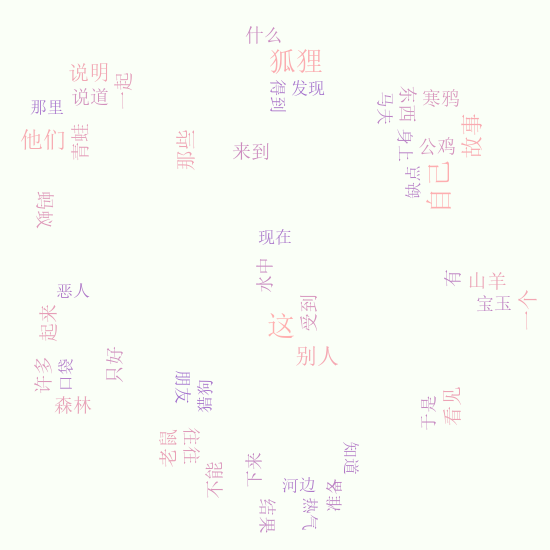 什么
狐狸
得到
发现
说明
一起
说道
那里
他们
青蛙
那些
来到
东西
马夫
寒鸦
身上
公鸡
故事
点诚
自己
蚂蚁
现在
水中
有
山羊
宝玉
一个
恶人
起来
受到
这
别人
许多
口袋
只好
森林
朋友
猎狗
于是
看见
老鼠
往往
不能
下来
知道
河边
准备
结果
热气